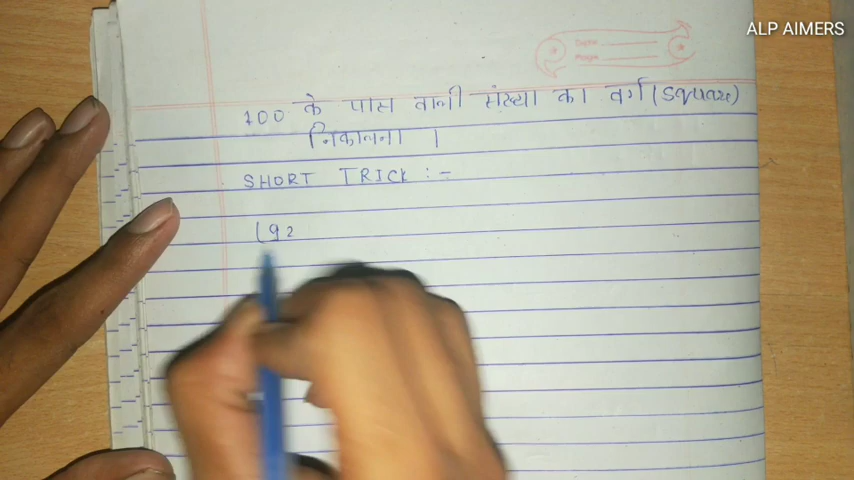 ALP AIMERS
100 के पास वाली संख्या का वर्ग (Square)
निकालना ।
SHORT TRICK :-
(92